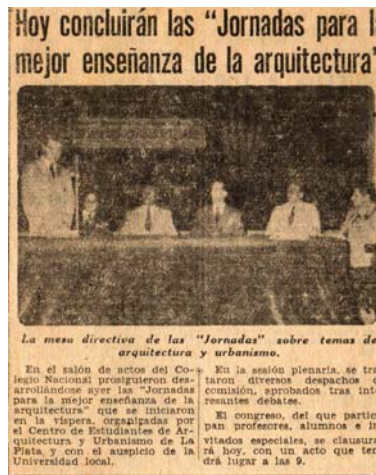 Hoy concluirán las "Jornadas para l
mejor enseñanza de la arquitectura"
La mesa directiva de las "Jornadas" sobre temas de
arquitectura y urbanismo.
En el salón de actos del Co-
legio Nacional prosiguieron des-
arrollándose ayer las "Jornadas
para la mejor enseñanza de la
arquitectura" que se iniciaron
en la víspera, organizadas por
el Centro de Estudiantes de Ar-
quitectura y Urbanismo de La
Plata, y con el auspicio de la
Universidad local.
En la sesión plenaria, se tra
taron diversos despachos d
comisión, aprobados tras int
resantes debates.
El congreso, del que partic
pan profesores, alumnos e in
vitados especiales, se clausura
rá hoy, con un acto que ten
drá lugar a las 9.